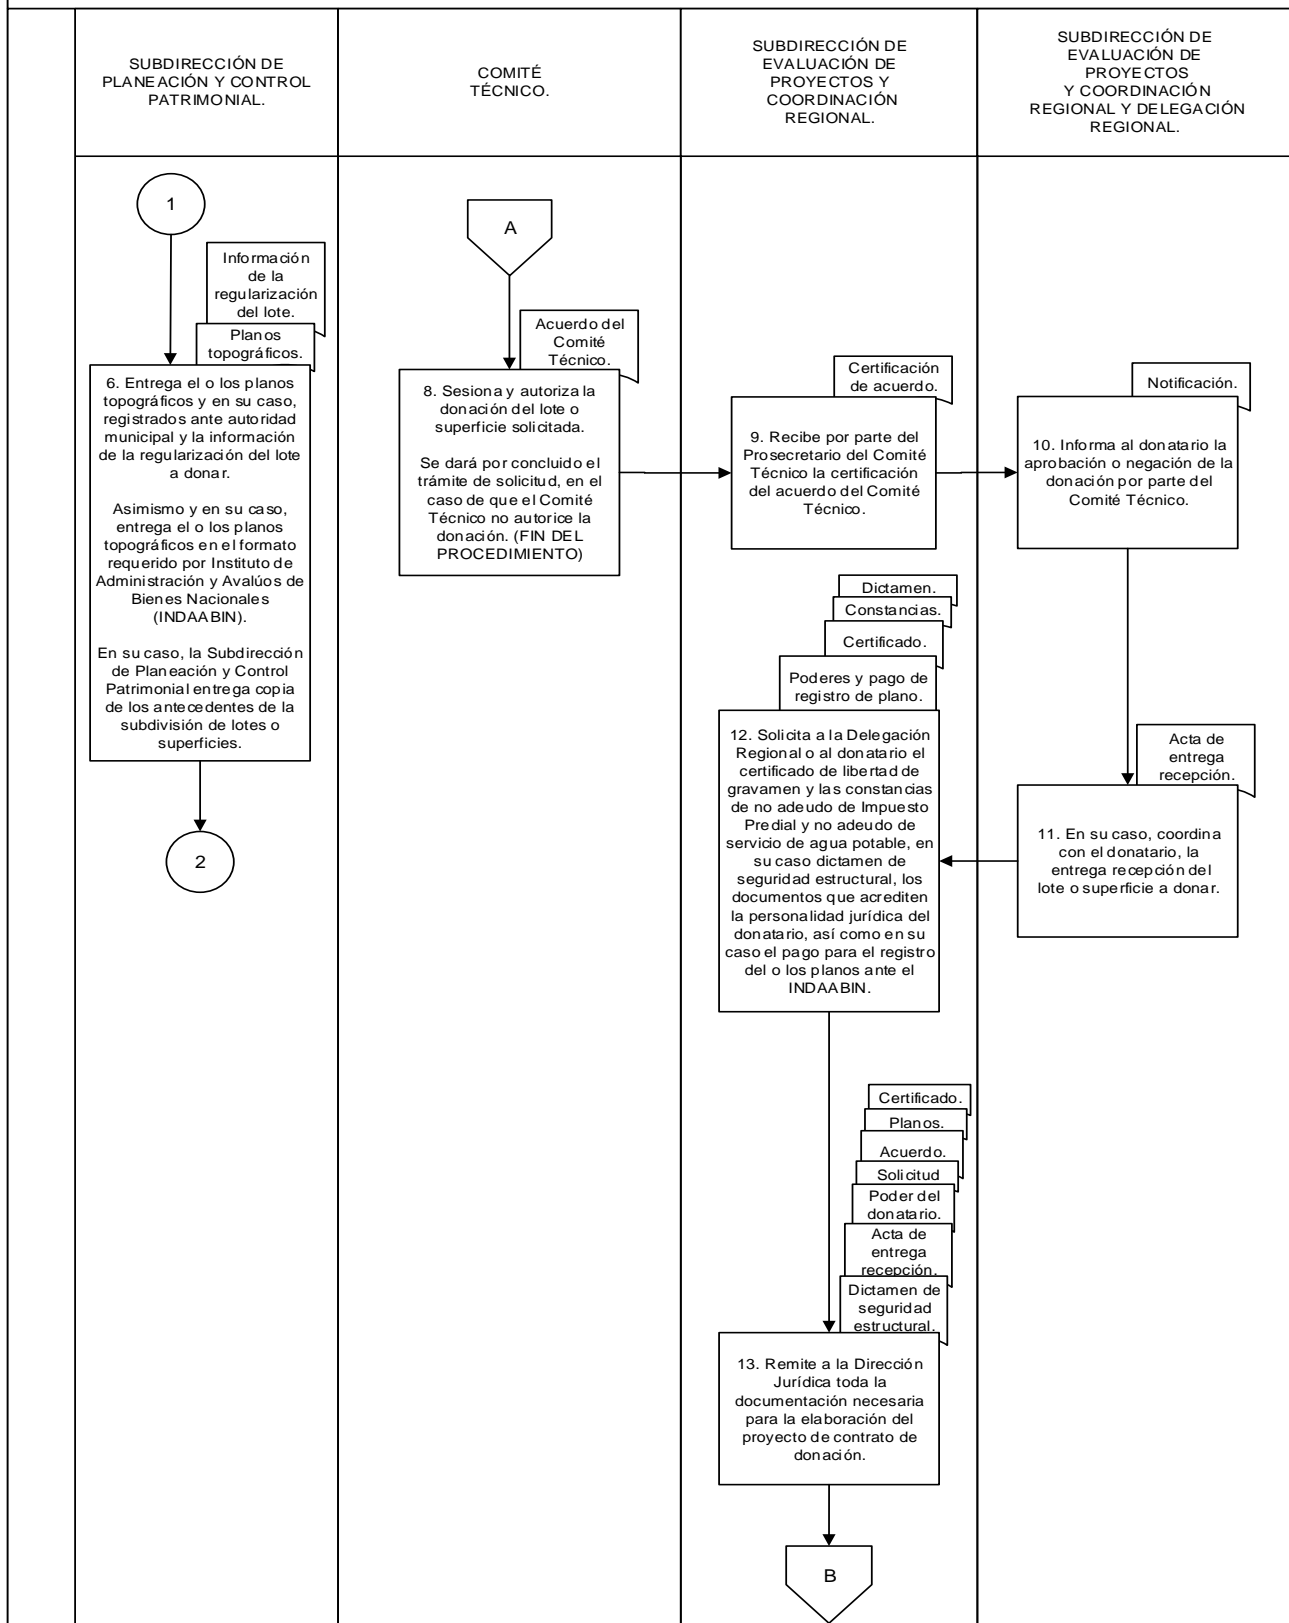 SUBDIRECCIÓN DE
PLANEACIÓN Y CONTROL
PATRIMONIAL.
COMITÉ
TÉCNICO.
SUBDIRECCIÓN DE
EVALUACIÓN DE
PROYECTOS Y
COORDINACIÓN
REGIONAL.
SUBDIRECCIÓN DE
EVALUACIÓN DE
PROYECTOS
Y COORDINACIÓN
REGIONAL Y DELEGACIÓN
REGIONAL.
1
Información
de la
regularización
del lote.
Planos
topográficos.
6. Entrega el o los planos
topográficos y en su caso,
registrados ante autoridad
municipal y la información
de la regularización del lote
a donar.
Asimismo y en su caso,
entrega el o los planos
topográficos en el formato
requerido por Instituto de
Administración y Avalúos de
Bienes Nacionales
(INDAABIN).
En su caso, la Subdirección
de Planeación y Control
Patrimonial entrega copia
de los antecedentes de la
subdivisión de lotes o
superficies.
2
A
Acuerdo del
Comité
Técnico.
8. Sesiona y autoriza la
donación del lote o
superficie solicitada.
Se dará por concluido el
trámite de solicitud, en el
caso de que el Comité
Técnico no autorice la
donación. (FIN DEL
PROCEDIMIENTO)
Certificación
de acuerdo.
9. Recibe por parte del
Prosecretario del Comité
Técnico la certificación
del acuerdo del Comité
Técnico.
Notificación.
10. Informa al donatario la
aprobación o negación de la
donación por parte del
Comité Técnico.
Acta de
entrega
recepción.
11. En su caso, coordina
con el donatario, la
entrega recepción del
lote o superficie a donar.
Dictamen.
Constancias.
Certificado.
Poderes y pago de
registro de plano.
12. Solicita a la Delegación
Regional o al donatario el
certificado de libertad de
gravamen y las constancias
de no adeudo de Impuesto
Predial y no adeudo de
servicio de agua potable, en
su caso dictamen de
seguridad estructural, los
documentos que acrediten
la personalidad jurídica del
donatario, así como en su
caso el pago para el registro
del o los planos ante el
INDAABIN.
Certificado.
Planos.
Acuerdo.
Solicitud
Poder del
donatario.
Acta de
entrega
recepción.
Dictamen de
seguridad
estructural.
13. Remite a la Dirección
Jurídica toda la
documentación necesaria
para la elaboración del
proyecto de contrato de
donación.
B